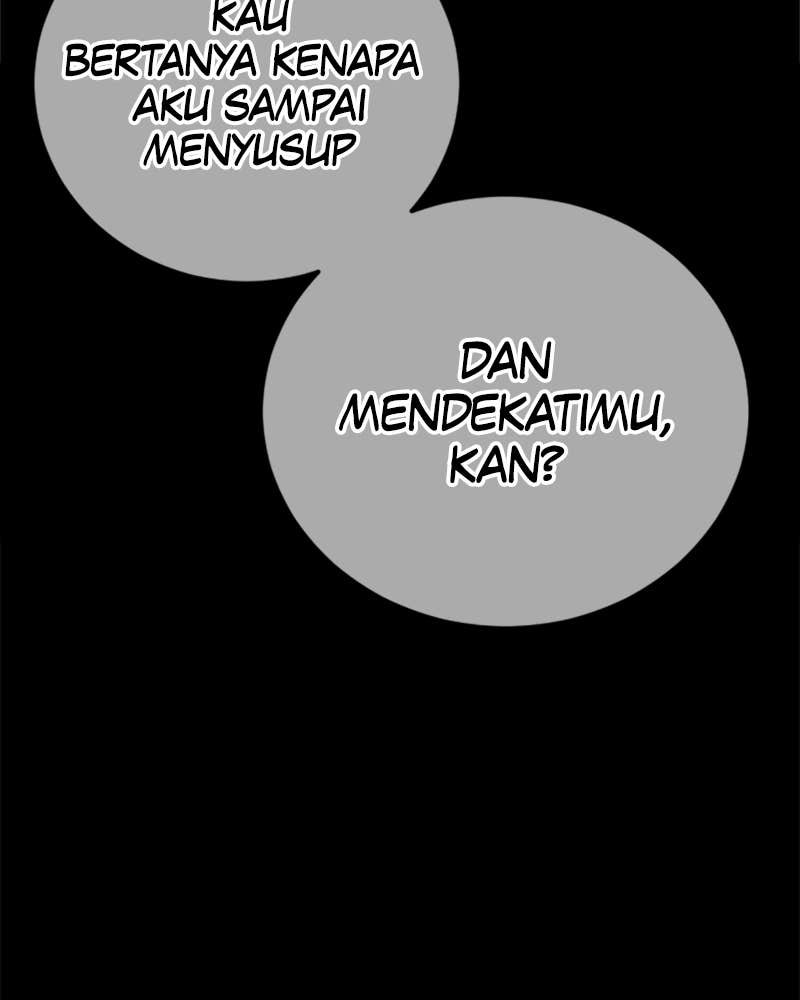 KAU
BERTANYA KENAPA
AKU SAMPAI
MENYUSUP
DAN
MENDEKATIMU,
KAN?